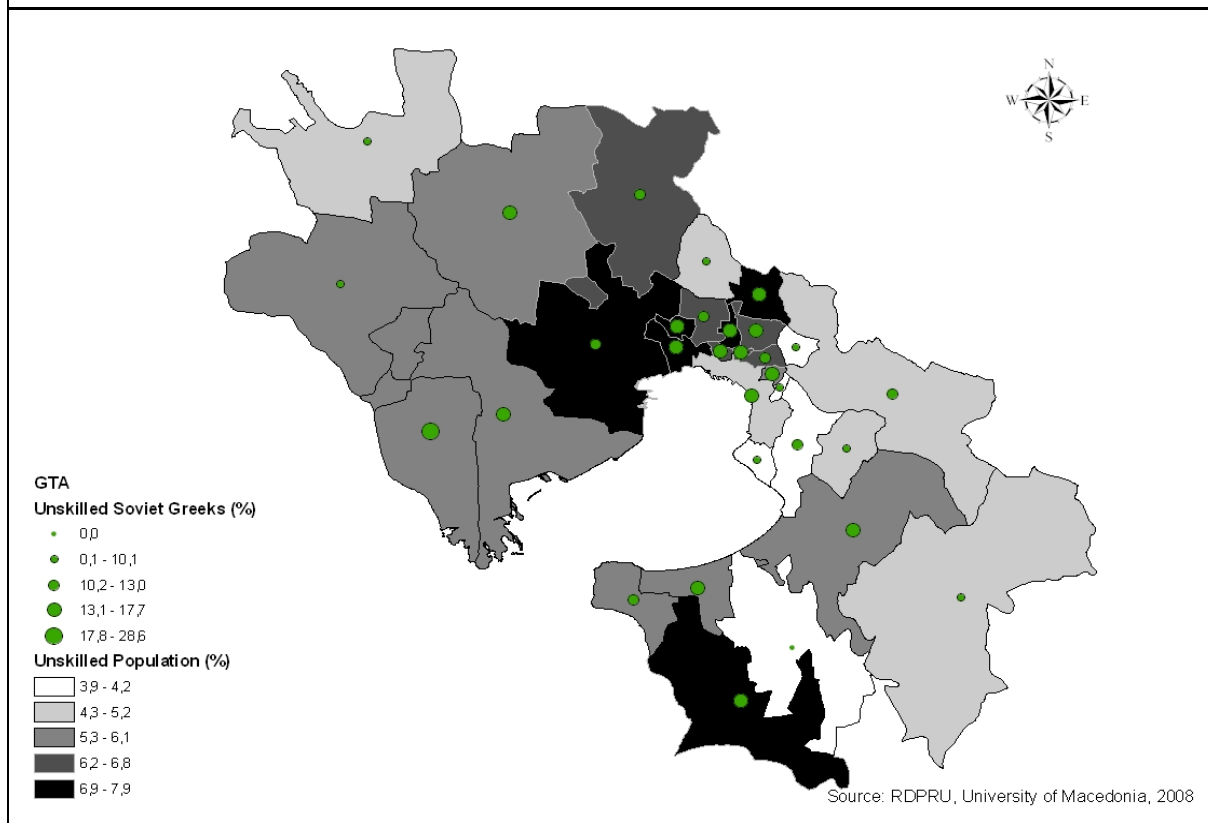 N
W E
S
GTA
Unskilled Soviet Greeks (%)
0,0
0,1 - 10,1
10,2 - 13,0
13,1 - 17,7
17,8 - 28,6
Unskilled Population (%)
3,9 - 4,2
4,3 - 5,2
5,3 - 6,1
6,2 - 6,8
6,9 - 7,9
Source: RDPRU, University of Macedonia, 2008